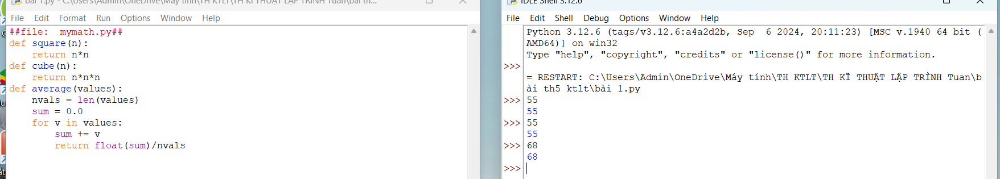 bài 1.py - C:\Users\Admin\OneDrive\Máy tính\TH KTLT\TH KĨ THUẬT LẬP TRÌNH Tuan\bài th...
File Edit Format Run Options Window Help
##file:  mymath.py##
def square(n):
    return n*n
def cube(n):
    return n*n*n
def average(values):
    nvals = len(values)
    sum = 0.0
    for v in values:
        sum += v
        return float(sum)/nvals
IDLE Shell 3.12.6
File Edit Shell Debug Options Window Help
Python 3.12.6 (tags/v3.12.6:a4a2d2b, Sep  6 2024, 20:11:23) [MSC v.1940 64 bit (
AMD64)] on win32
Type "help", "copyright", "credits" or "license()" for more information.
>>>
= RESTART: C:\Users\Admin\OneDrive\Máy tính\TH KTLT\TH KĨ THUẬT LẬP TRÌNH Tuan\b
ài th5 ktlt\bài 1.py
>>> 55
55
>>> 55
55
>>> 68
68
>>>